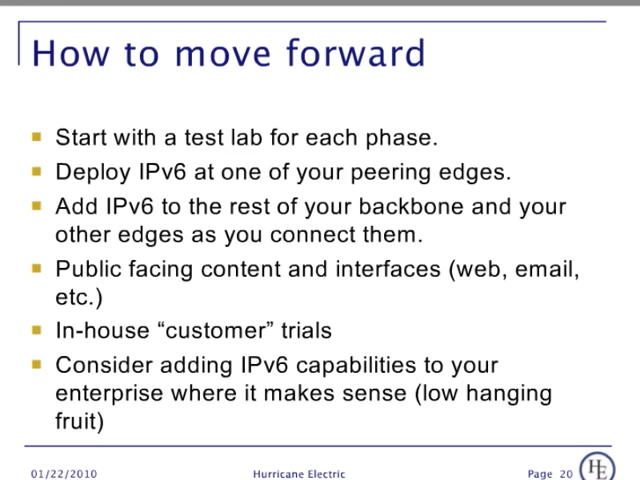 How to move forward
Start with a test lab for each phase.
Deploy IPv6 at one of your peering edges.
Add IPv6 to the rest of your backbone and your
other edges as you connect them.
Public facing content and interfaces (web, email,
etc.)
In-house “customer” trials
Consider adding IPv6 capabilities to your
enterprise where it makes sense (low hanging
fruit)
01/22/2010 Hurricane Electric Page 20 HE